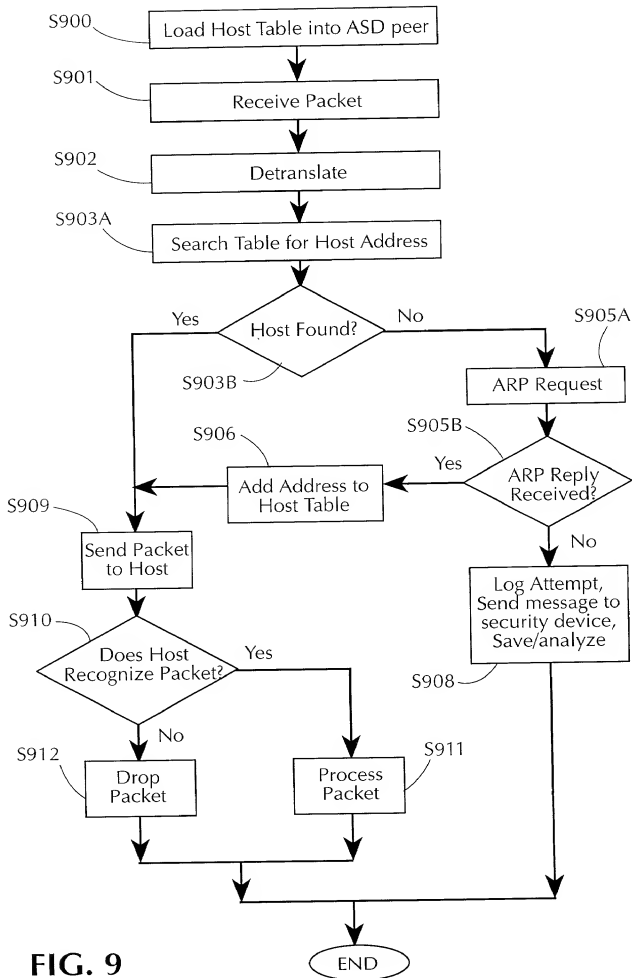 S900
Load Host Table into ASD peer
S901
Receive Packet
S902
Detranslate
S903A
Search Table for Host Address
Yes
Host Found?
No
S903B
S905A
ARP Request
S906
S905B
Add Address to
Host Table
Yes
ARP Reply
Received?
No
S909
Send Packet
to Host
Log Attempt,
Send message to
security device,
Save/analyze
S908
S910
Does Host
Recognize Packet?
Yes
No
S912
Drop
Packet
Process
Packet
S911
FIG. 9
END